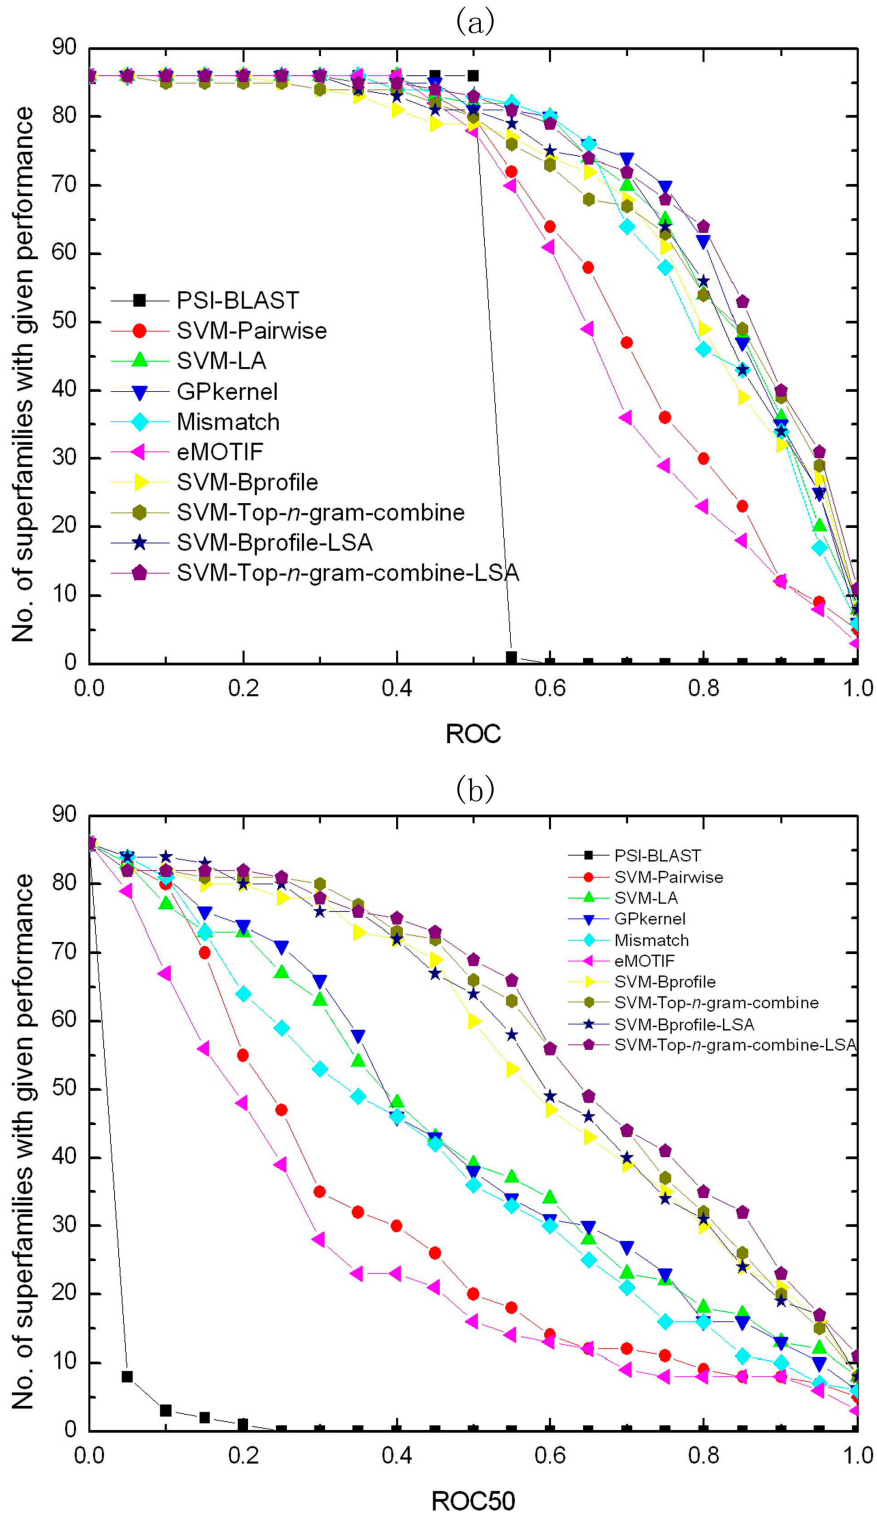 (a)
No. of superfamilies with given performance
90
80
70
60
50
40
30
20
10
0
PSI-BLAST
SVM-Pairwise
SVM-LA
GPkernel
Mismatch
eMOTIF
SVM-Bprofile
SVM-Top-n-gram-combine
SVM-Bprofile-LSA
SVM-Top-n-gram-combine-LSA
0.0 0.2 0.4 0.6 0.8 1.0
ROC
(b)
No. of superfamilies with given performance
90
80
70
60
50
40
30
20
10
0
PSI-BLAST
SVM-Pairwise
SVM-LA
GPkernel
Mismatch
eMOTIF
SVM-Bprofile
SVM-Top-n-gram-combine
SVM-Bprofile-LSA
SVM-Top-n-gram-combine-LSA
0.0 0.2 0.4 0.6 0.8 1.0
ROC50